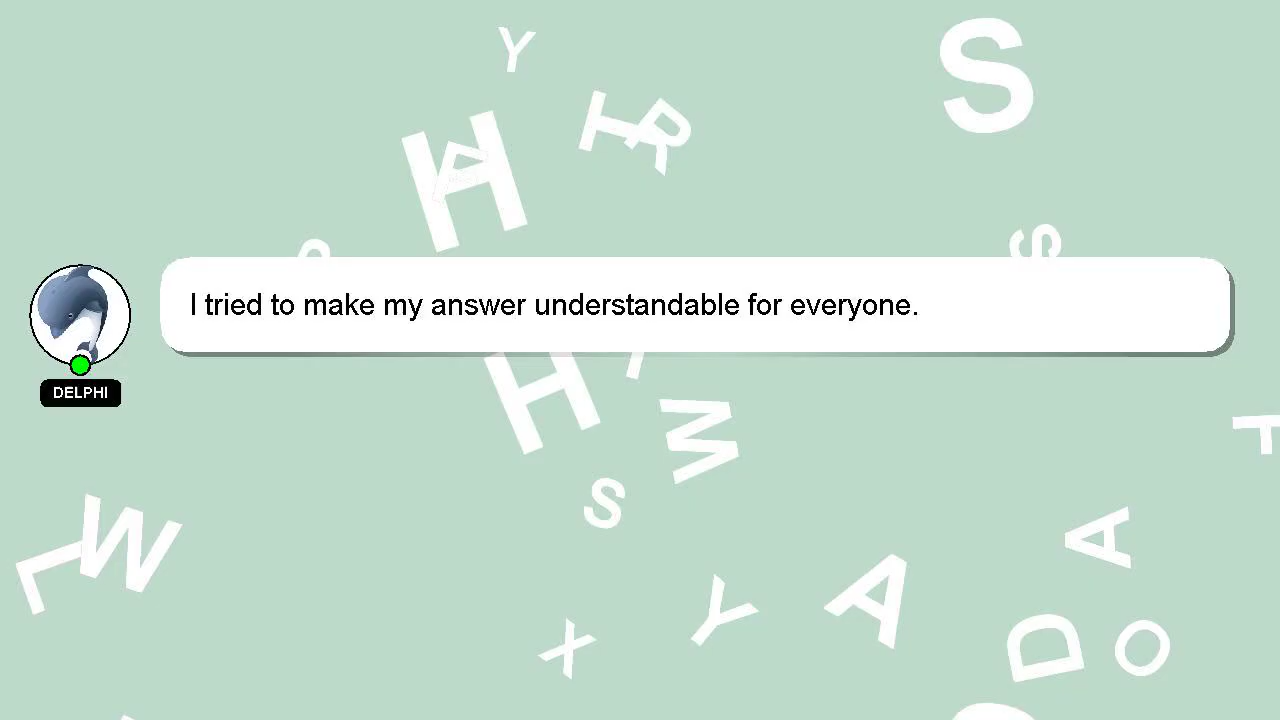 Y
S
H
A
T
R
S
I tried to make my answer understandable for everyone.
DELPHI
H
W
S
W
L
A
Y
A
X
D
O